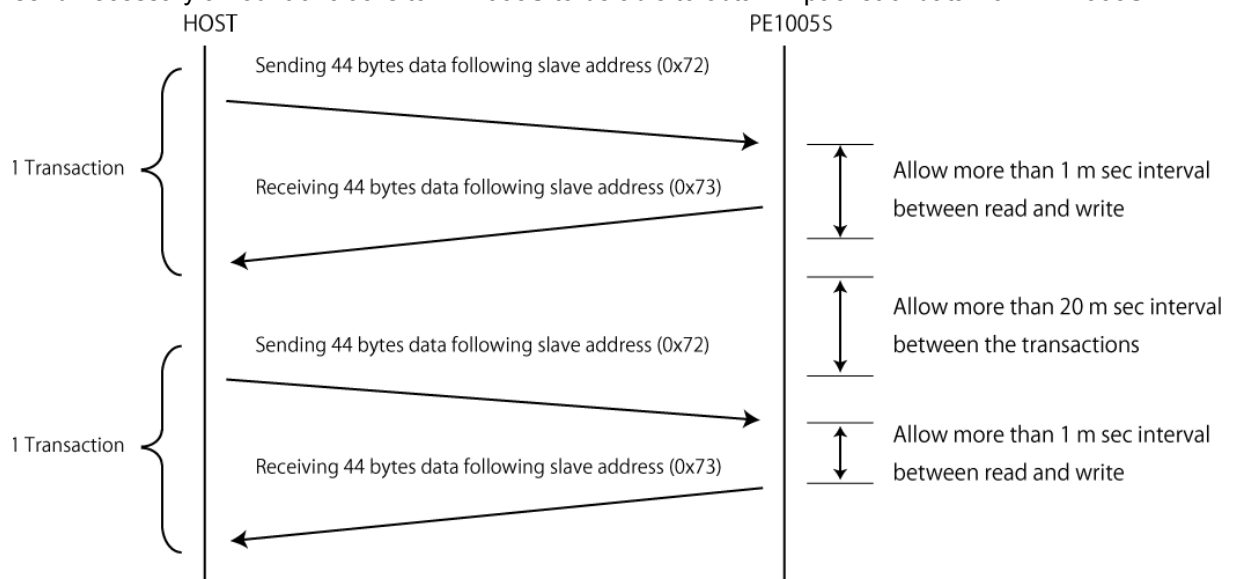 HOST
PE1005S
Sending 44 bytes data following slave address (0x72)
1 Transaction
Receiving 44 bytes data following slave address (0x73)
Allow more than 1 m sec interval
between read and write
Allow more than 20 m sec interval
between the transactions
Sending 44 bytes data following slave address (0x72)
1 Transaction
Receiving 44 bytes data following slave address (0x73)
Allow more than 1 m sec interval
between read and write